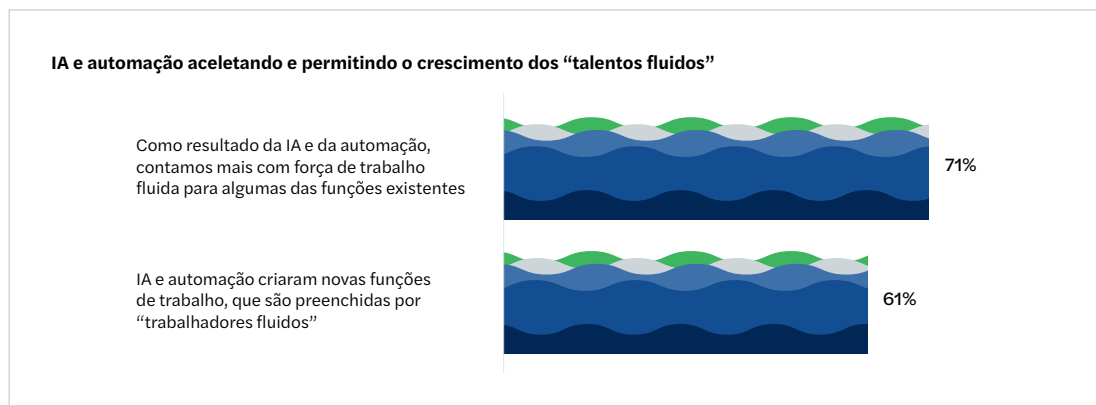 IA e automação aceletando e permitindo o crescimento dos “talentos fluidos”
Como resultado da IA e da automação,
contamos mais com força de trabalho
fluida para algumas das funções existentes
71%
IA e automação criaram novas funções
de trabalho, que são preenchidas por
“trabalhadores fluidos”
61%